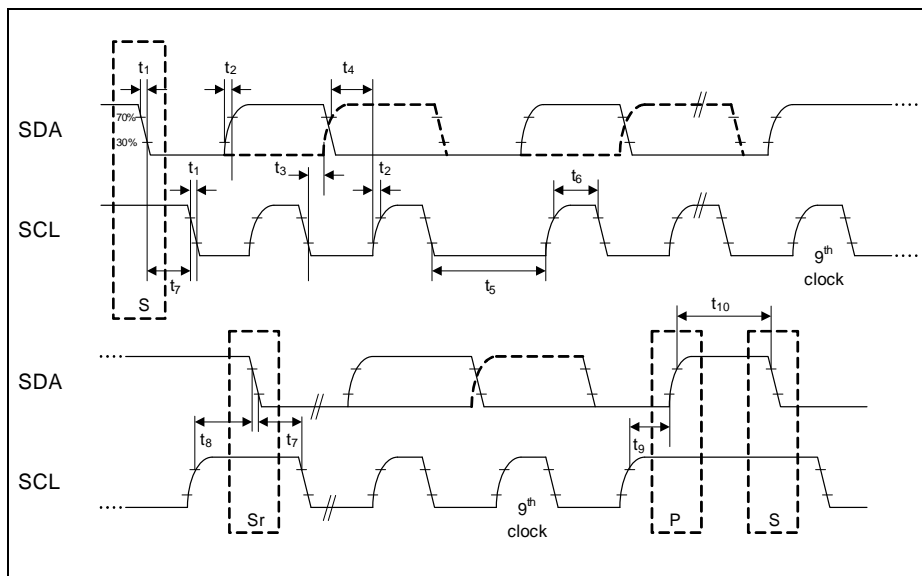 t1 t2 t4
SDA 70%
30%
t1 t3 t2 t6
SCL
t7 t5 9th
clock
S
t10
SDA
t8 t7 t9
SCL
Sr 9th
clock P S